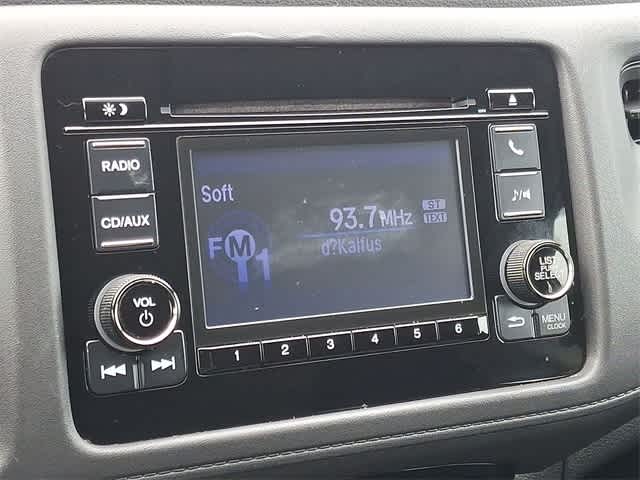 RADIO
CD/AUX
VOL
Soft
93.7MHz
ST
TEXT
FM1
d?Kalfus
1 2 3 4 5 6
LIST
PUSH
SELECT
MENU
CLOCK